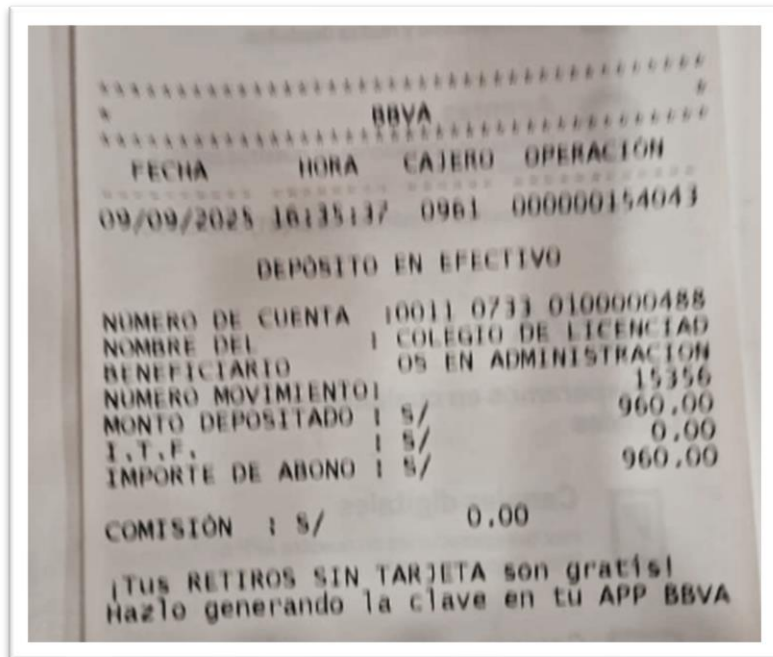 ****************************************
* BBVA *
****************************************
FECHA HORA CAJERO OPERACIÓN
---------- -------- ------ ------------
09/09/2025 16:35:37 0961 000000154043
DEPÓSITO EN EFECTIVO
NUMERO DE CUENTA :0011 0733 0100000488
NOMBRE DEL : COLEGIO DE LICENCIAD
BENEFICIARIO OS EN ADMINISTRACION
NUMERO MOVIMIENTO: 15356
MONTO DEPOSITADO : S/ 960.00
I.T.F. : S/ 0.00
IMPORTE DE ABONO : S/ 960.00
COMISIÓN : S/ 0.00
¡Tus RETIROS SIN TARJETA son gratis!
Hazlo generando la clave en tu APP BBVA